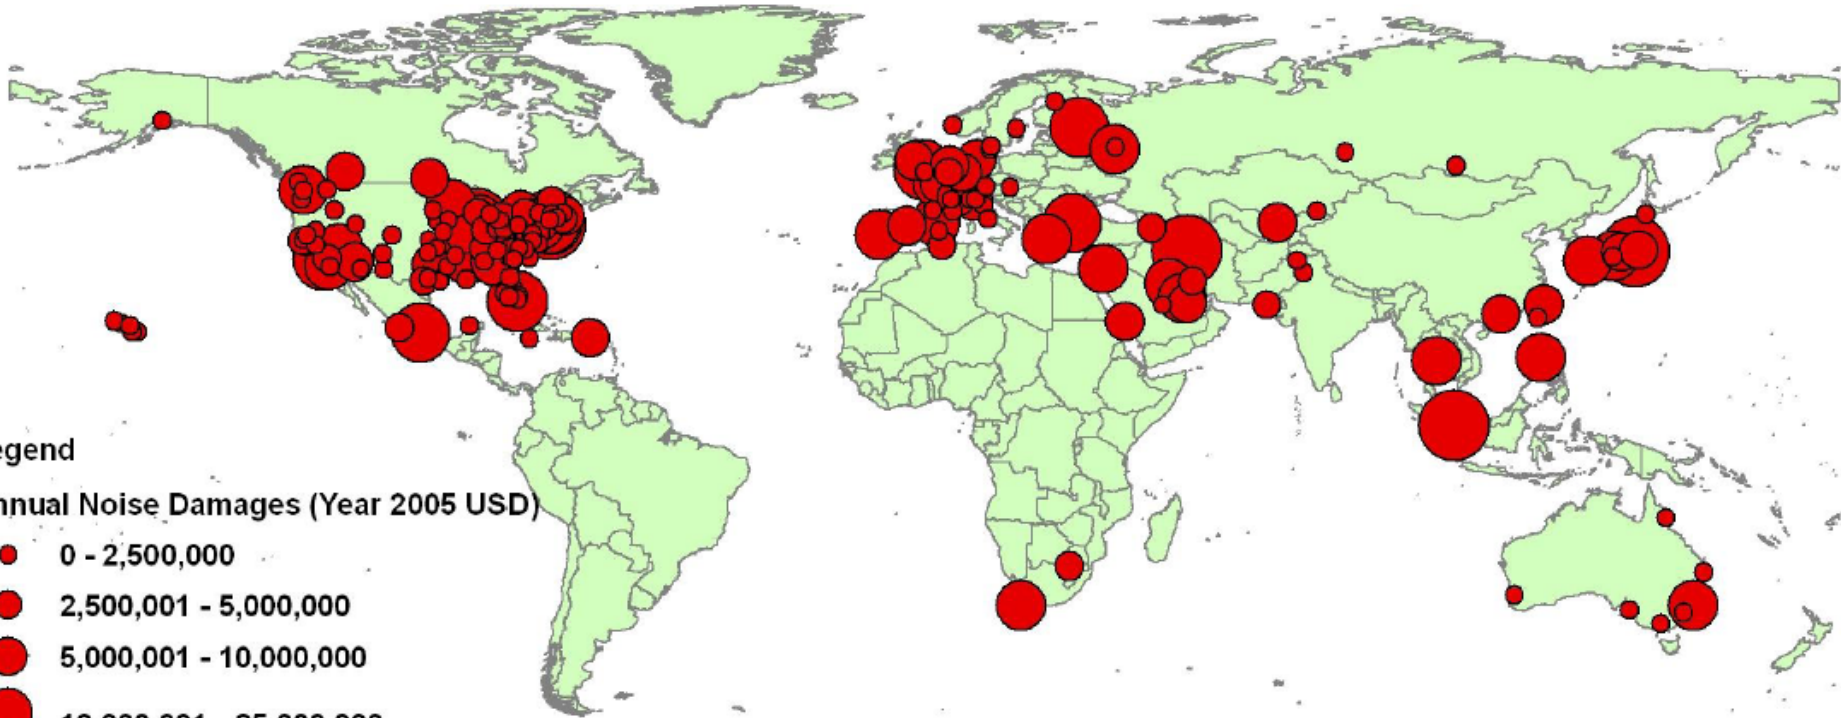 egend
nnual Noise Damages (Year 2005 USD)
0 - 2,500,000
2,500,001 - 5,000,000
5,000,001 - 10,000,000